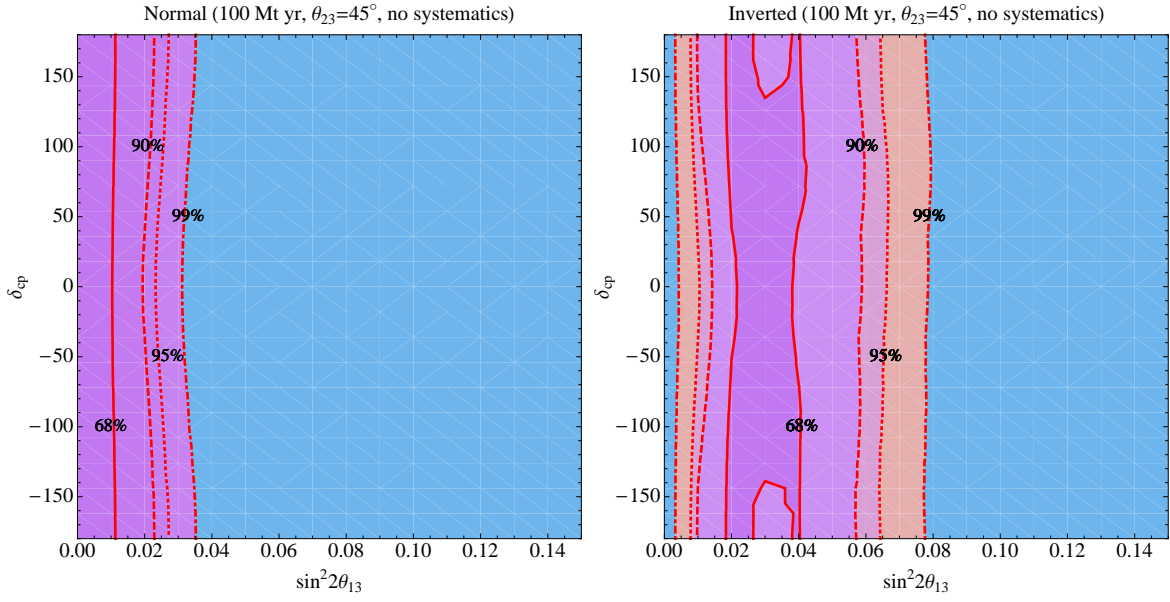 Normal (100 Mt yr, θ23=45°, no systematics)
150
100
50
0
−50
−100
−150
δcp
90%
99%
95%
68%
0.00 0.02 0.04 0.06 0.08 0.10 0.12 0.14
sin²2θ13
Inverted (100 Mt yr, θ23=45°, no systematics)
150
100
50
0
−50
−100
−150
δcp
90%
99%
95%
68%
0.00 0.02 0.04 0.06 0.08 0.10 0.12 0.14
sin²2θ13